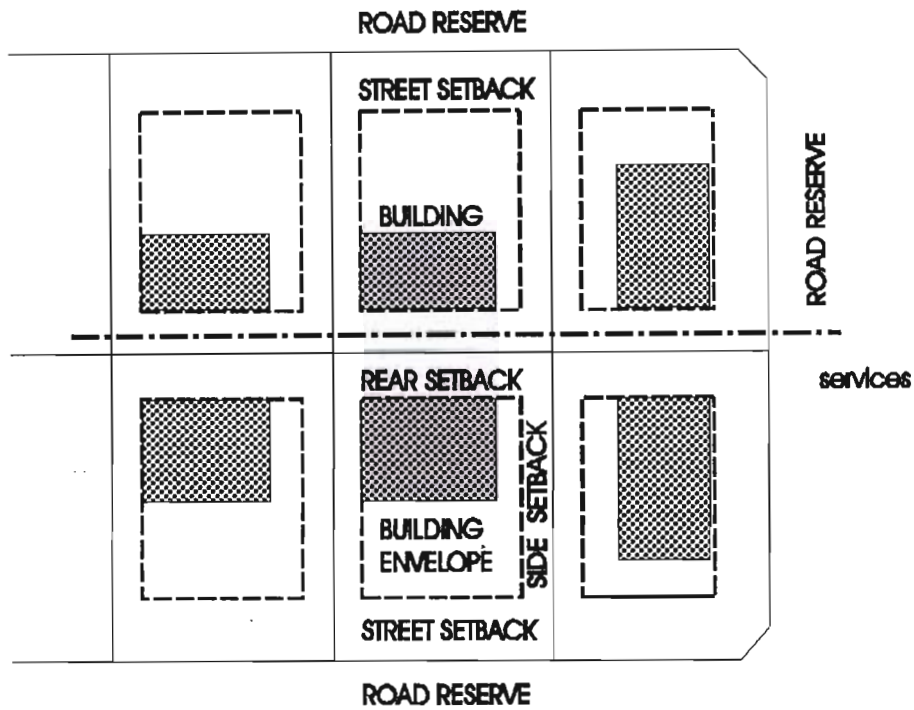 ROAD RESERVE
STREET SETBACK
ROAD RESERVE
BUILDING
REAR SETBACK
services
SIDE SETBACK
BUILDING
ENVELOPE
STREET SETBACK
ROAD RESERVE